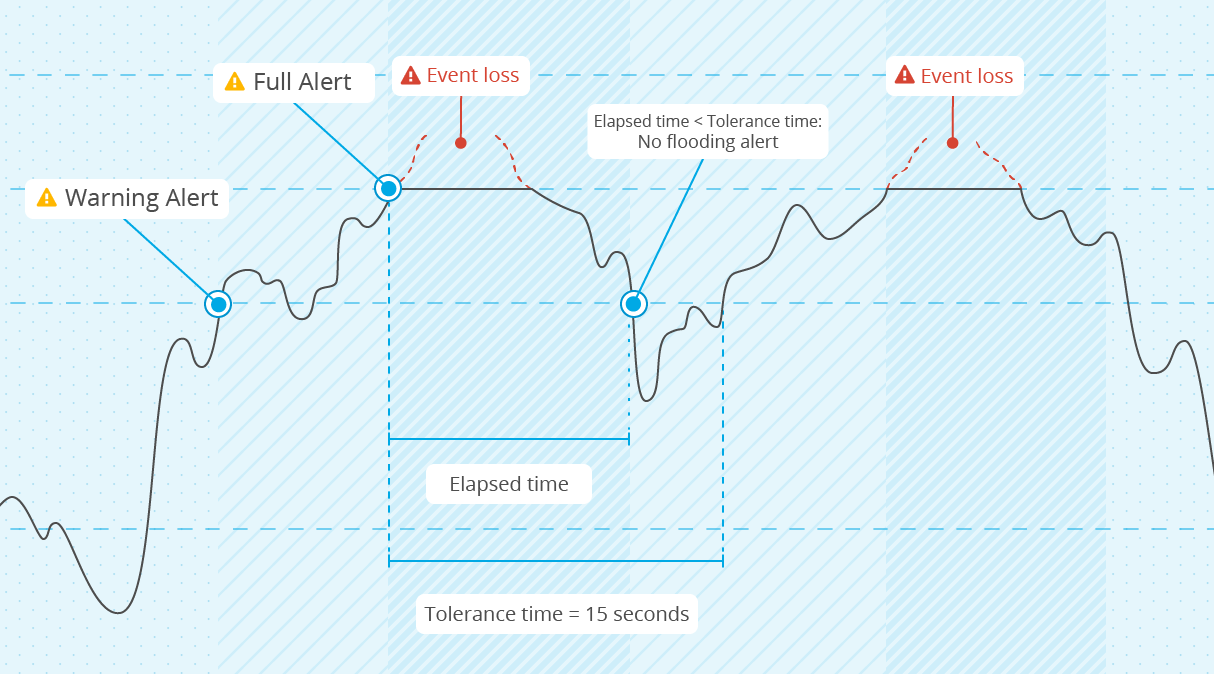 Full Alert
Event loss
Event loss
Elapsed time < Tolerance time:
No flooding alert
Warning Alert
Elapsed time
Tolerance time = 15 seconds